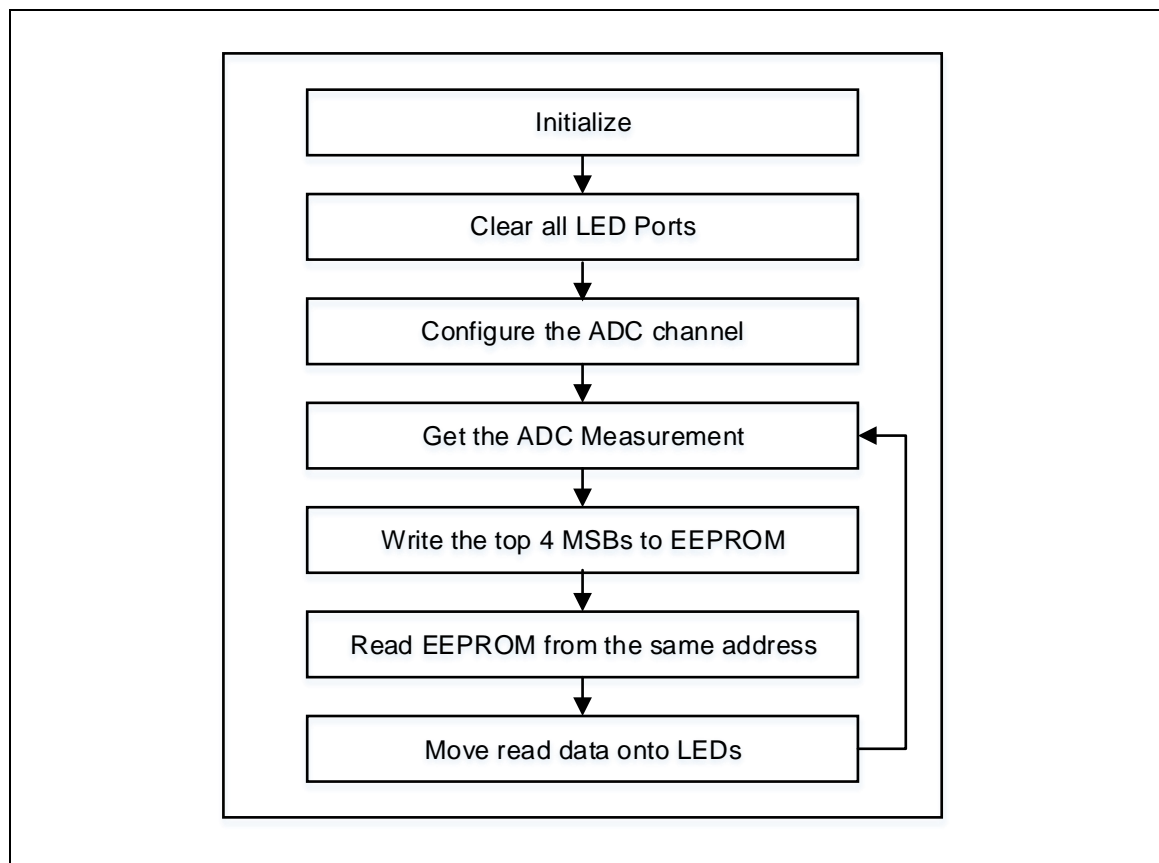 Initialize
Clear all LED Ports
Configure the ADC channel
Get the ADC Measurement
Write the top 4 MSBs to EEPROM
Read EEPROM from the same address
Move read data onto LEDs